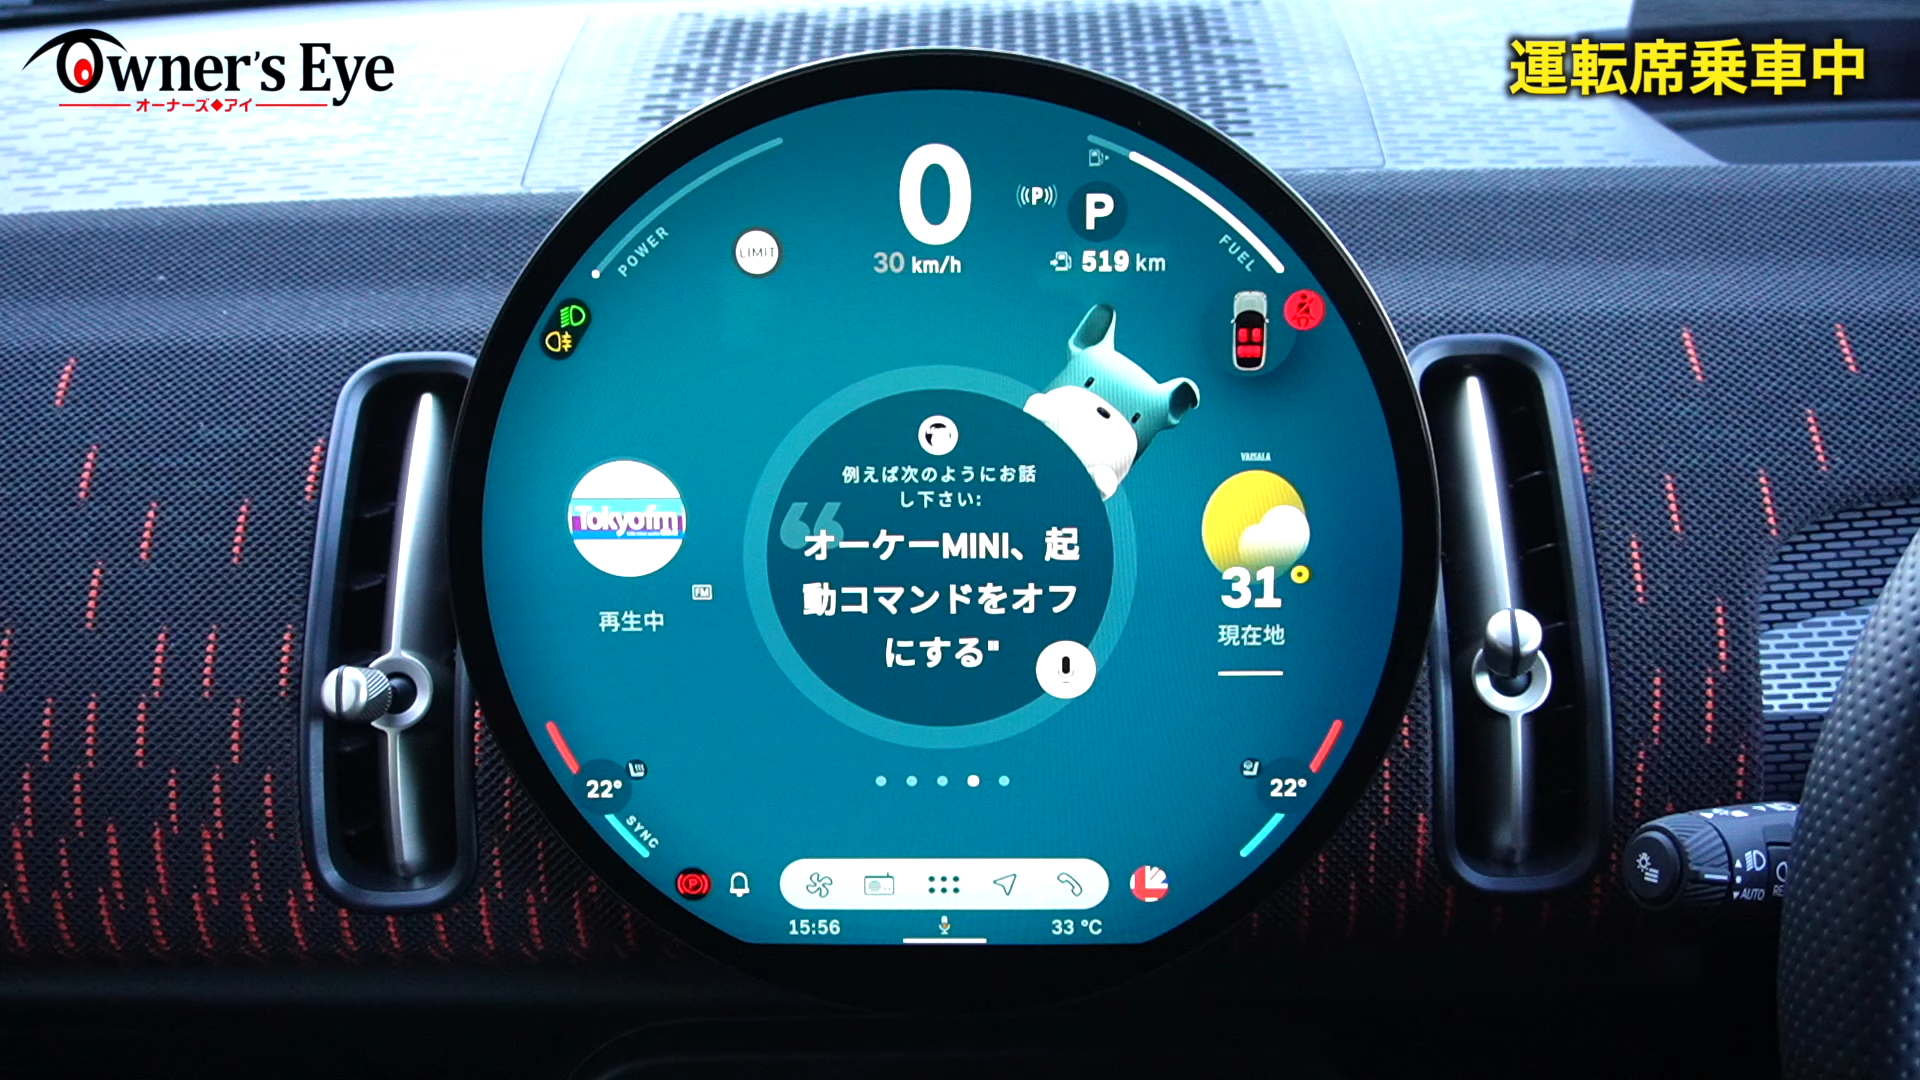 Owner's Eye
オーナーズ◆アイ
運転席乗車中
0
30 km/h
POWER
LIMIT
((P))
P
519 km
FUEL
例えば次のようにお話
し下さい:
“
オーケーMINI、起
動コマンドをオフ
にする"
Tokyofm
FM
再生中
VAISALA
31°
現在地
22°
SYNC
22°
P
15:56
33 °C
AUTO